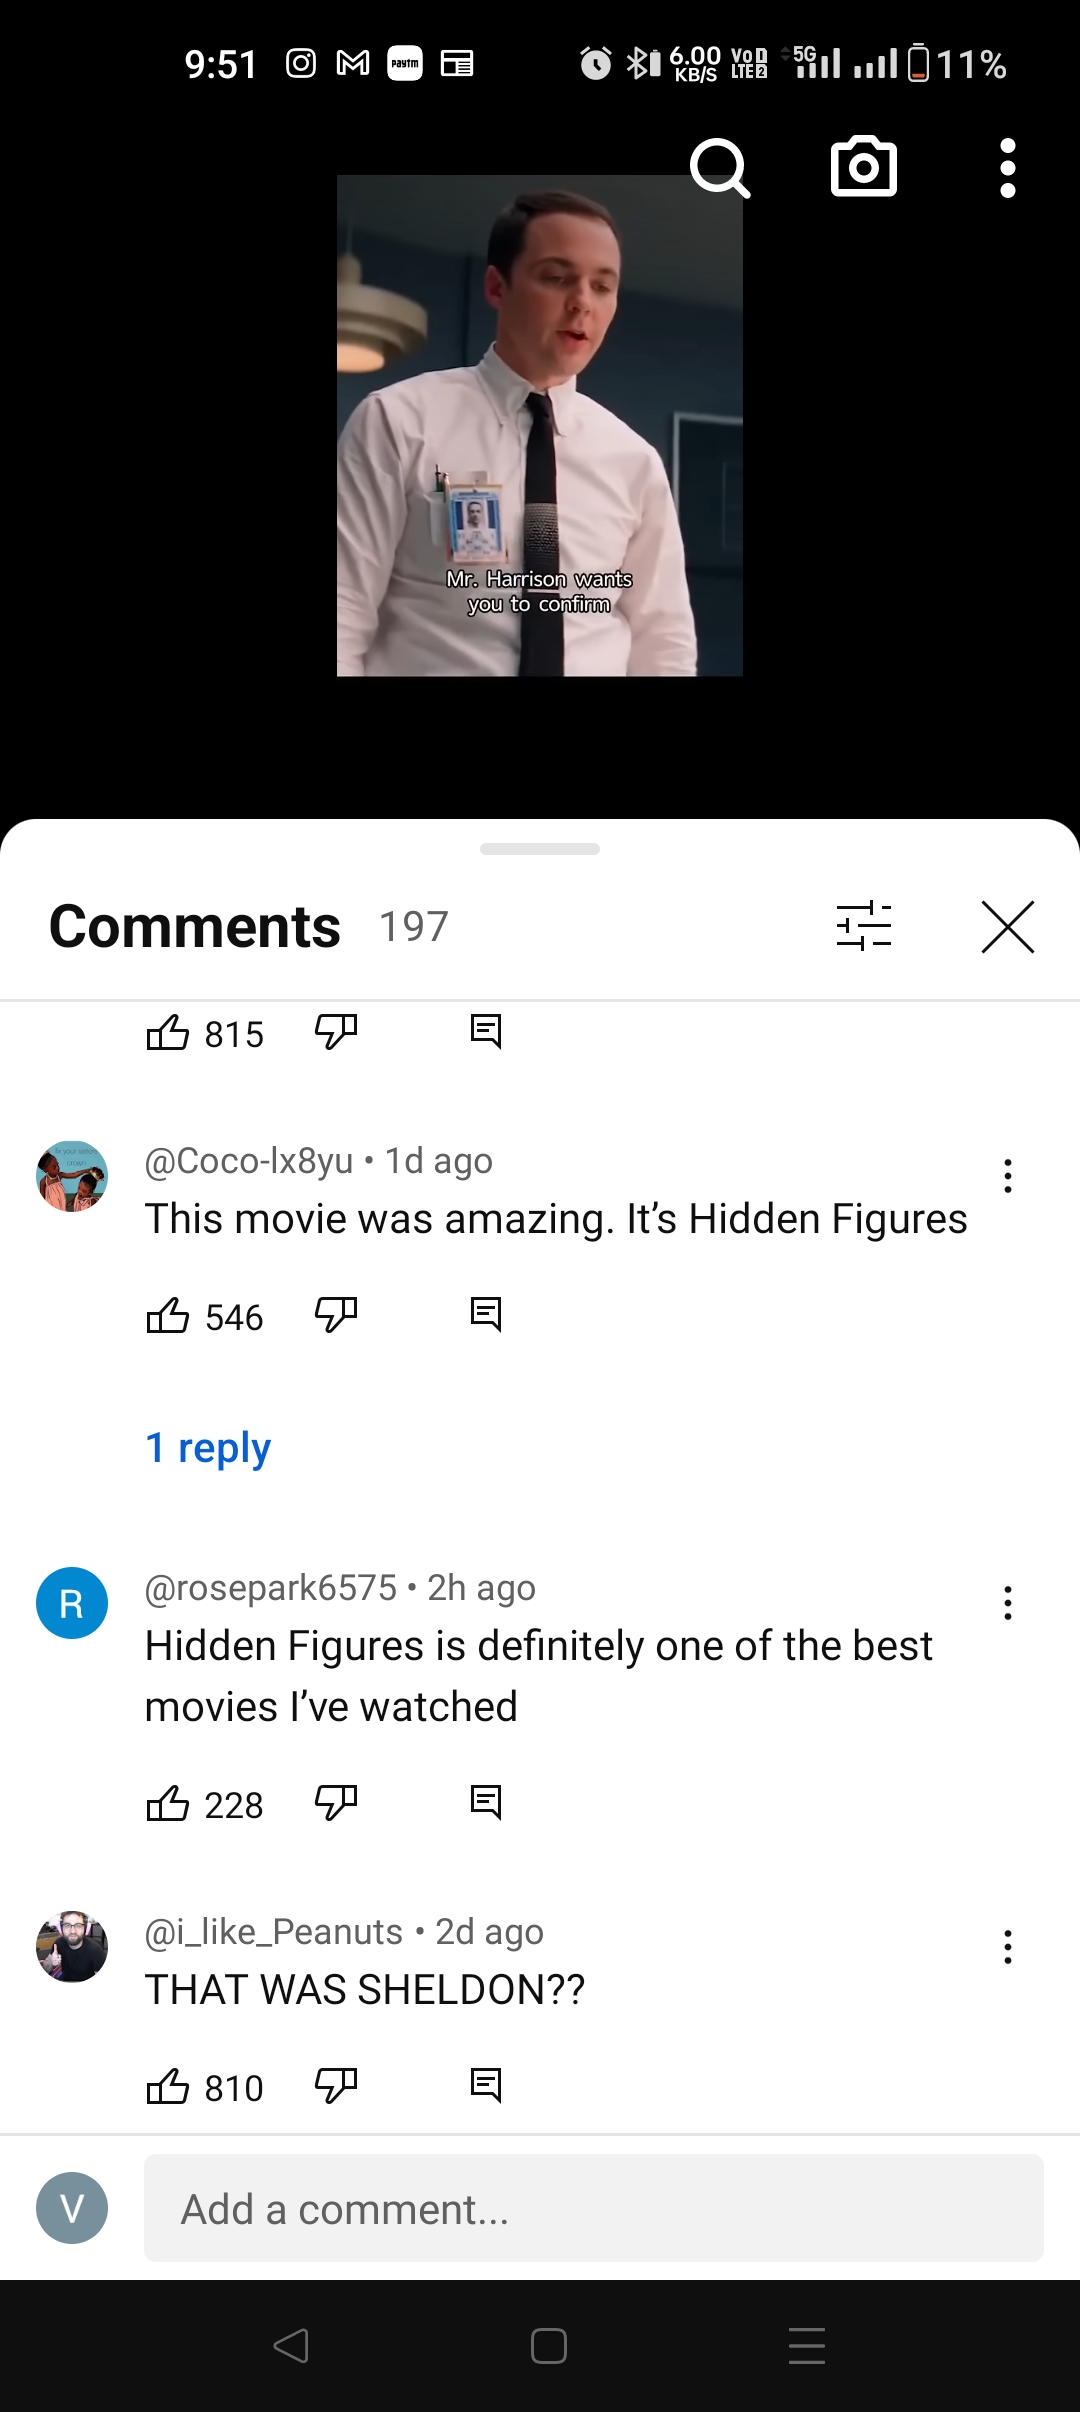 9:51 paytm 6.00 KB/S VoD LTE2 5G 11%
Mr. Harrison wants
you to confirm
Comments 197
815
@Coco-lx8yu • 1d ago
This movie was amazing. It’s Hidden Figures
546
1 reply
R
@rosepark6575 • 2h ago
Hidden Figures is definitely one of the best
movies I’ve watched
228
@i_like_Peanuts • 2d ago
THAT WAS SHELDON??
810
V
Add a comment...